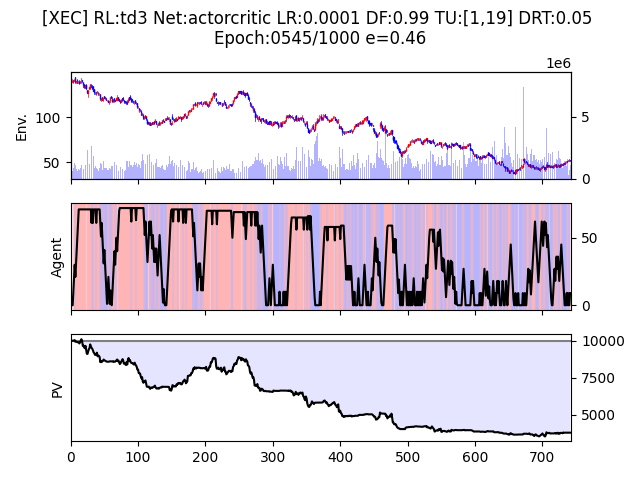 [XEC] RL:td3 Net:actorcritic LR:0.0001 DF:0.99 TU:[1,19] DRT:0.05
Epoch:0545/1000 e=0.46
1e6
Env.
100
50
5
0
Agent
50
0
PV
10000
7500
5000
0 100 200 300 400 500 600 700